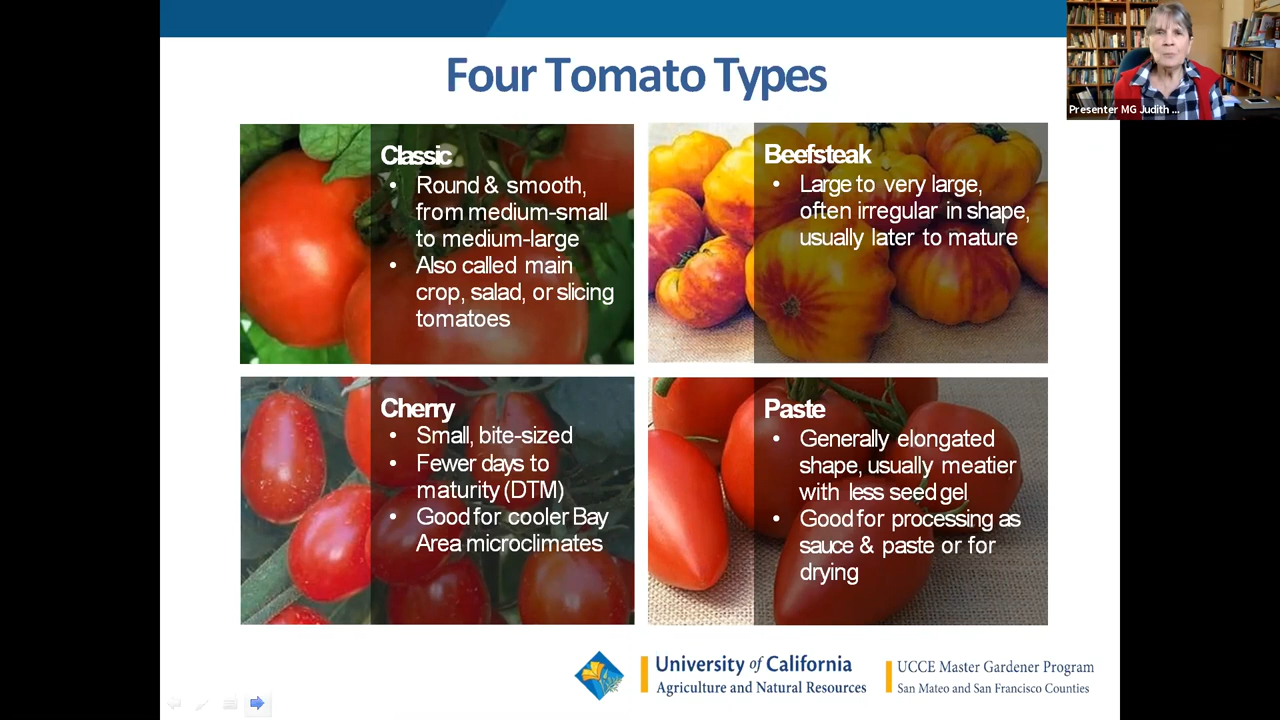 Four Tomato Types
Presenter MG Judith ...
Classic
• Round & smooth,
from medium-small
to medium-large
• Also called main
crop, salad, or slicing
tomatoes
Beefsteak
• Large to very large,
often irregular in shape,
usually later to mature
Cherry
• Small, bite-sized
• Fewer days to
maturity (DTM)
• Good for cooler Bay
Area microclimates
Paste
• Generally elongated
shape, usually meatier
with less seed gel
• Good for processing as
sauce & paste or for
drying
University of California
Agriculture and Natural Resources
UCCE Master Gardener Program
San Mateo and San Francisco Counties